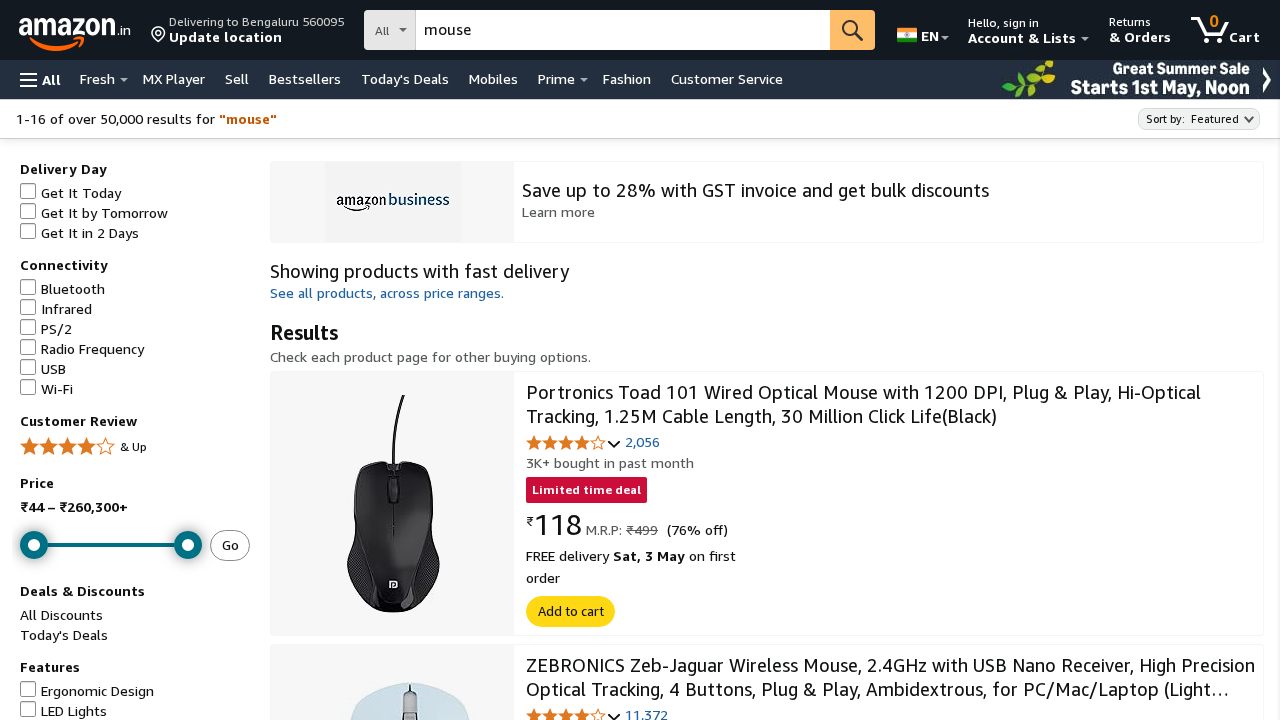 amazon.in
Delivering to Bengaluru 560095
Update location
All
mouse
EN
Hello, sign in
Account & Lists
Returns
& Orders
0
Cart
All
Fresh
MX Player
Sell
Bestsellers
Today's Deals
Mobiles
Prime
Fashion
Customer Service
Great Summer Sale
Starts 1st May, Noon
1-16 of over 50,000 results for "mouse"
Sort by: Featured
Delivery Day
Get It Today
Get It by Tomorrow
Get It in 2 Days
Connectivity
Bluetooth
Infrared
PS/2
Radio Frequency
USB
Wi-Fi
Customer Review
& Up
Price
₹44 – ₹260,300+
Go
Deals & Discounts
All Discounts
Today's Deals
Features
Ergonomic Design
LED Lights
amazon business
Save up to 28% with GST invoice and get bulk discounts
Learn more
Showing products with fast delivery
See all products, across price ranges.
Results
Check each product page for other buying options.
Portronics Toad 101 Wired Optical Mouse with 1200 DPI, Plug & Play, Hi-Optical
Tracking, 1.25M Cable Length, 30 Million Click Life(Black)
2,056
3K+ bought in past month
Limited time deal
₹118 M.R.P: ₹499 (76% off)
FREE delivery Sat, 3 May on first
order
Add to cart
ZEBRONICS Zeb-Jaguar Wireless Mouse, 2.4GHz with USB Nano Receiver, High Precision
Optical Tracking, 4 Buttons, Plug & Play, Ambidextrous, for PC/Mac/Laptop (Light…
11,372